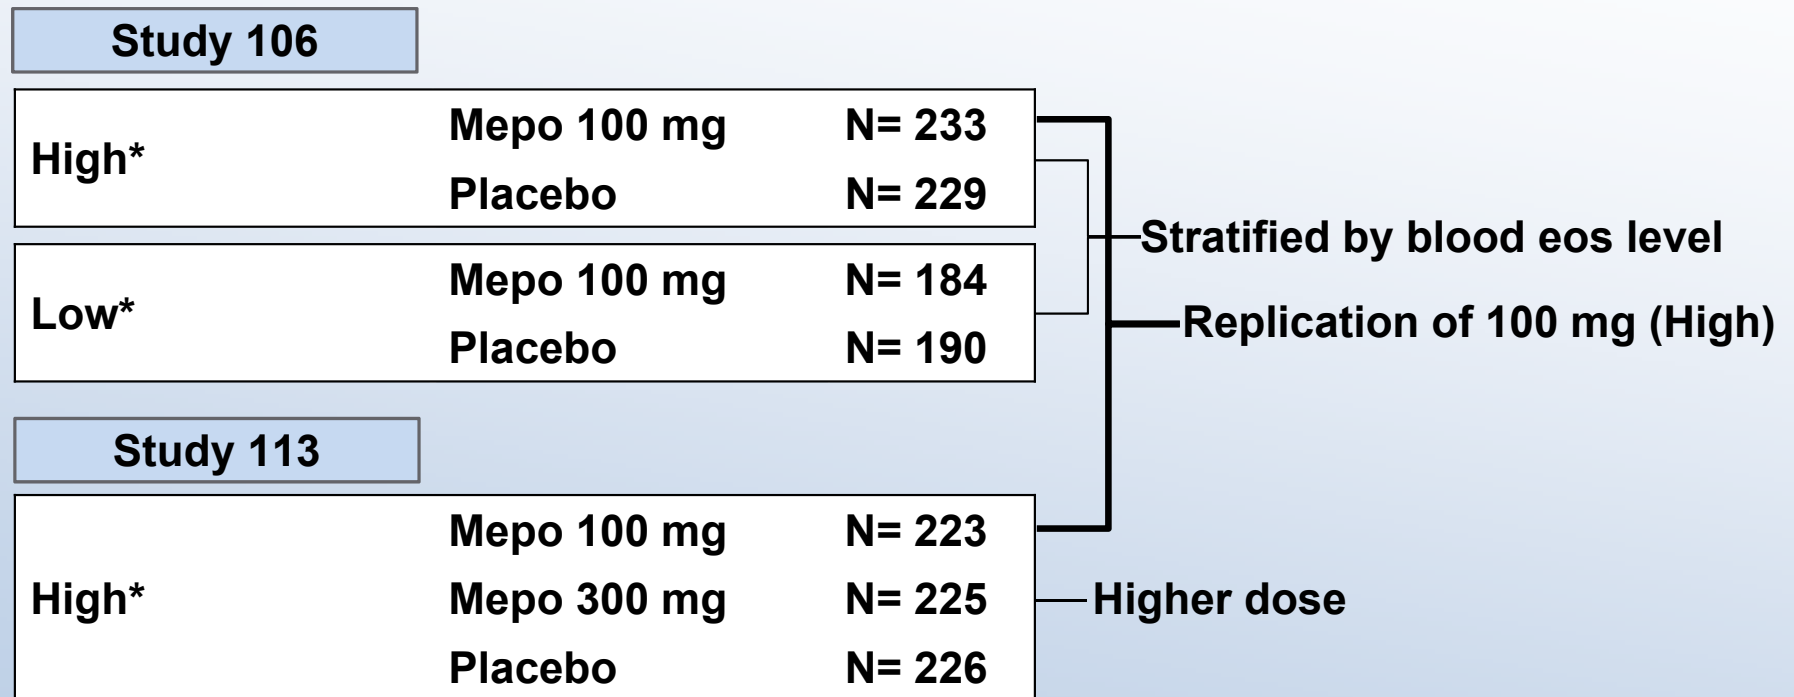 Study 106
High*
Mepo 100 mg N= 233
Placebo N= 229
Low*
Mepo 100 mg N= 184
Placebo N= 190
Stratified by blood eos level
Replication of 100 mg (High)
Study 113
High*
Mepo 100 mg N= 223
Mepo 300 mg N= 225
Placebo N= 226
Higher dose